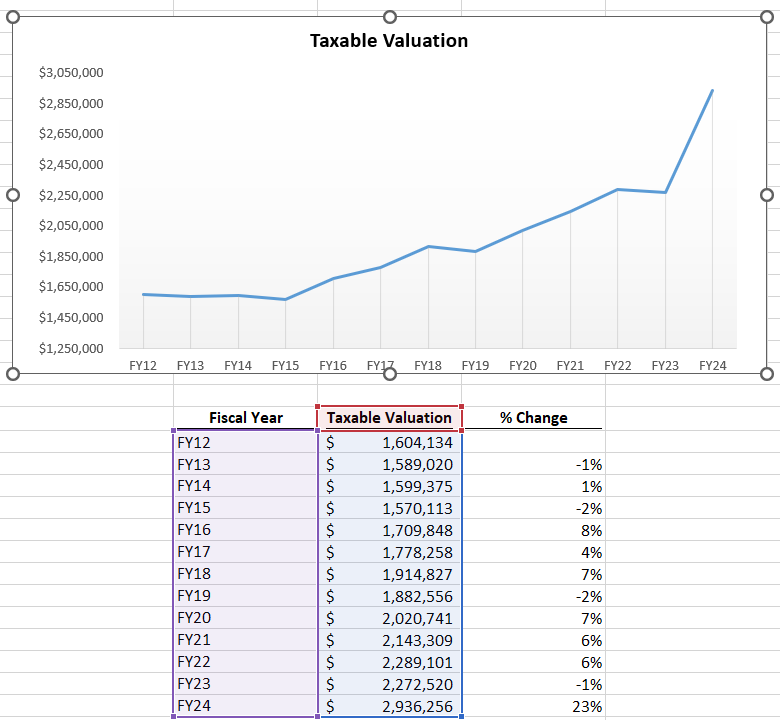 Taxable Valuation
$3,050,000
$2,850,000
$2,650,000
$2,450,000
$2,250,000
$2,050,000
$1,850,000
$1,650,000
$1,450,000
$1,250,000
FY12 FY13 FY14 FY15 FY16 FY17 FY18 FY19 FY20 FY21 FY22 FY23 FY24
Fiscal Year Taxable Valuation % Change
FY12 $ 1,604,134
FY13 $ 1,589,020 -1%
FY14 $ 1,599,375 1%
FY15 $ 1,570,113 -2%
FY16 $ 1,709,848 8%
FY17 $ 1,778,258 4%
FY18 $ 1,914,827 7%
FY19 $ 1,882,556 -2%
FY20 $ 2,020,741 7%
FY21 $ 2,143,309 6%
FY22 $ 2,289,101 6%
FY23 $ 2,272,520 -1%
FY24 $ 2,936,256 23%